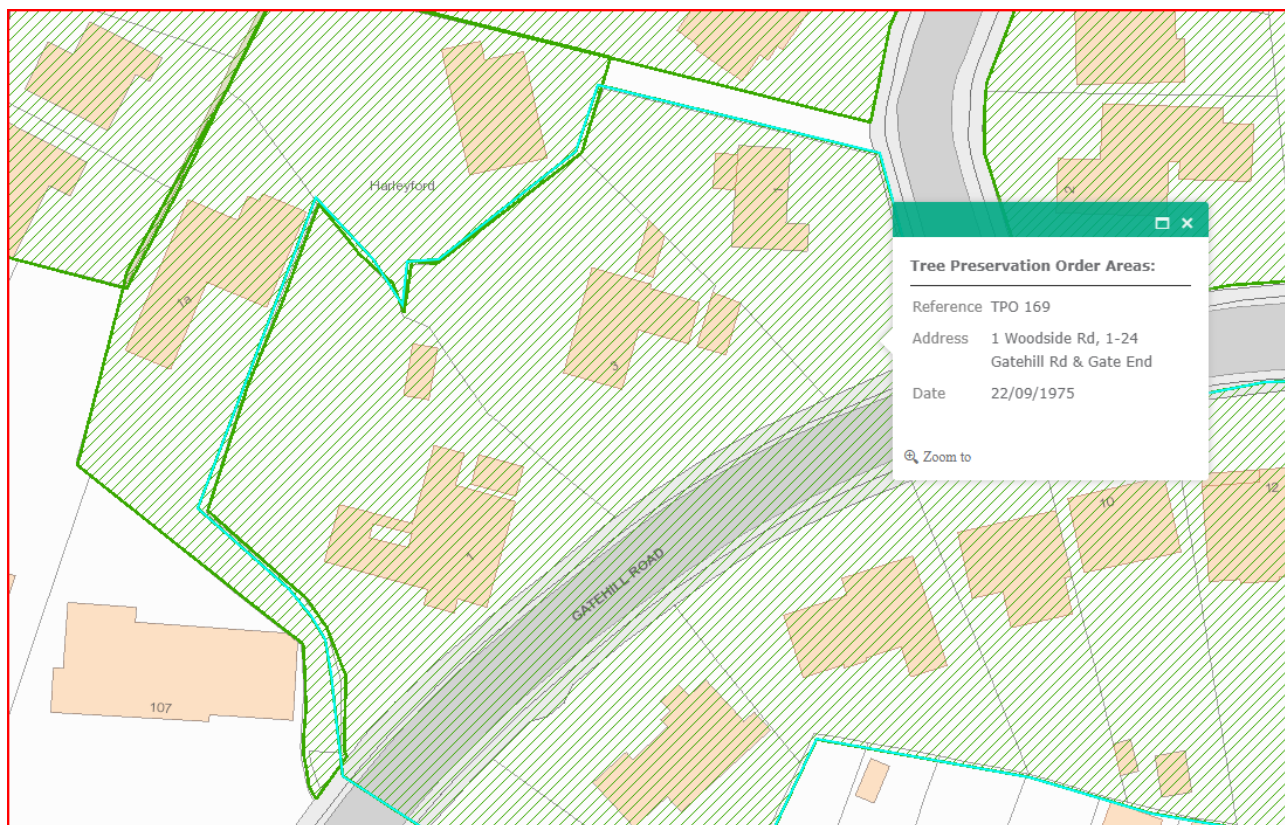 Harleyford
1
2
1a
3
1
GATEHILL ROAD
10
12
107
Tree Preservation Order Areas:
Reference TPO 169
Address 1 Woodside Rd, 1-24
Gatehill Rd & Gate End
Date 22/09/1975
Zoom to